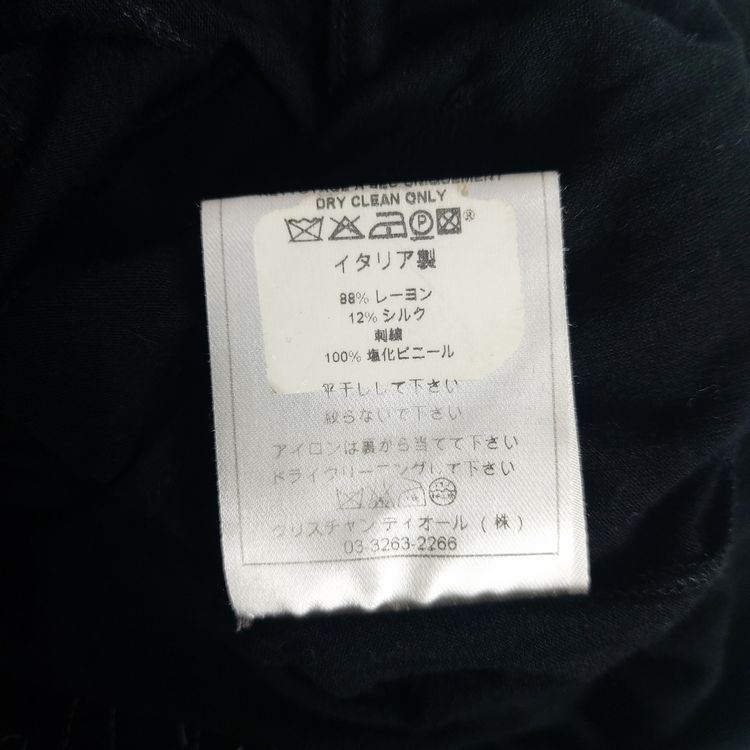 NETTOYAGE A SEC UNIQUEMENT
DRY CLEAN ONLY
P ®
イタリア製
88% レーヨン
12% シルク
刺繍
100% 塩化ビニール
平干しして下さい
絞らないで下さい
アイロンは裏から当てて下さい
ドライクリーニングして下さい
クリスチャン ディオール (株)
03-3263-2266